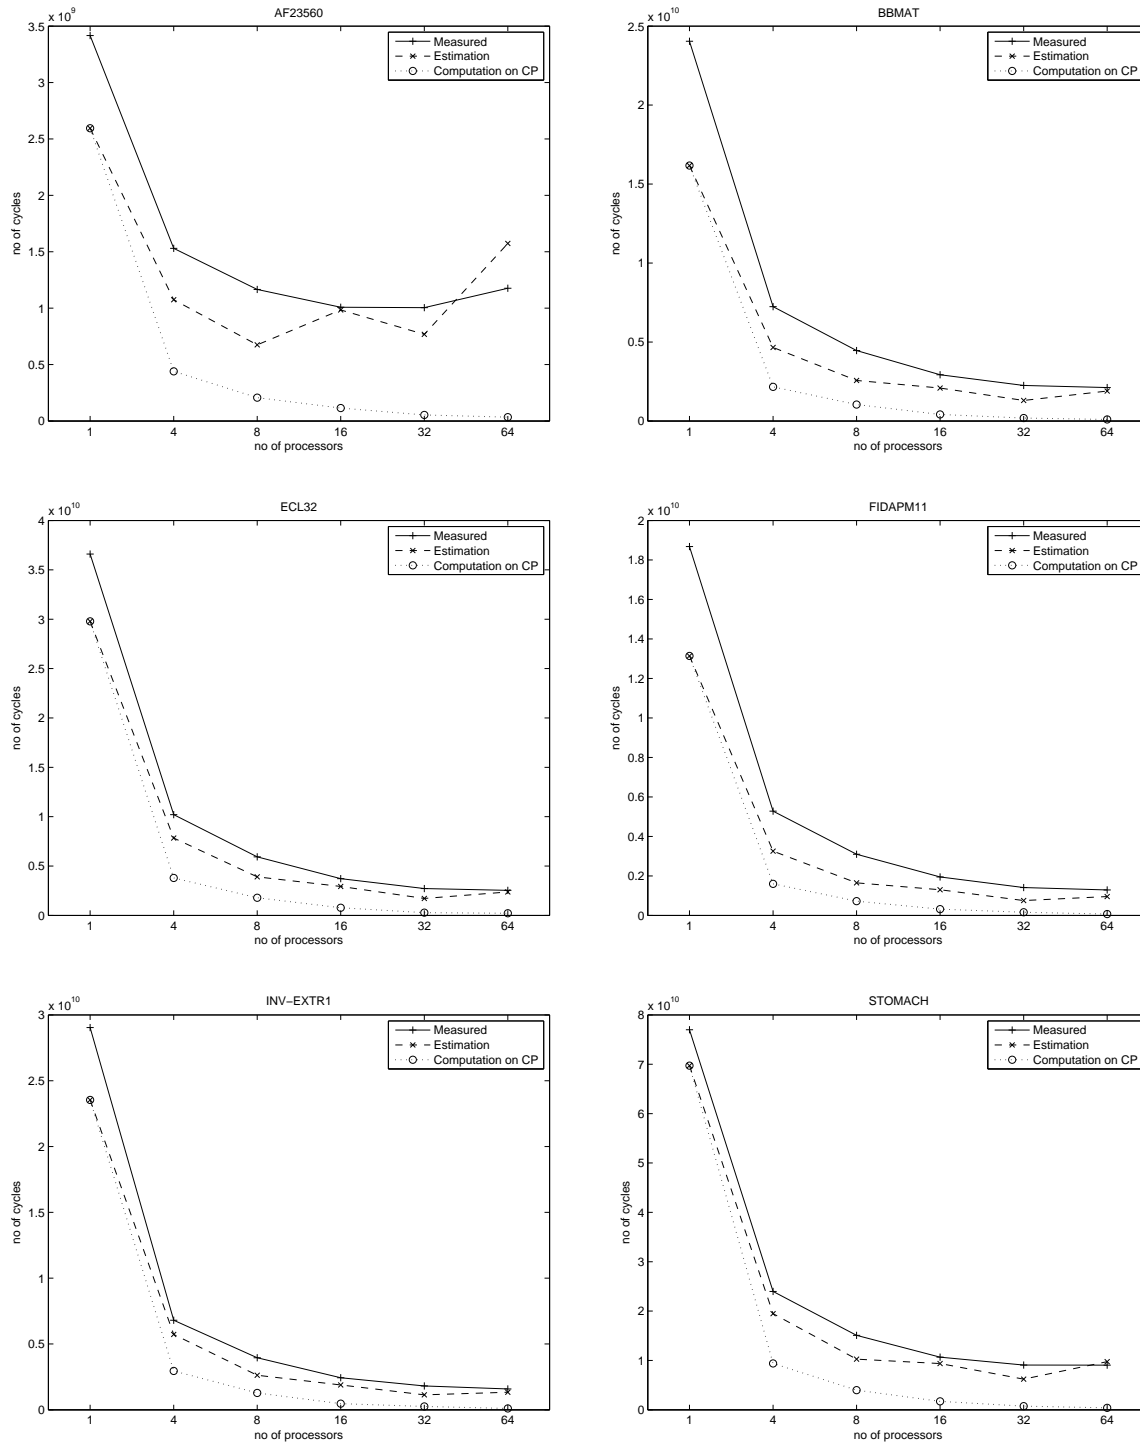 AF23560
x 10^9
3.5
3
2.5
2
1.5
1
0.5
0
no of cycles
Measured
Estimation
Computation on CP
1 4 8 16 32 64
no of processors
BBMAT
x 10^10
2.5
2
1.5
1
0.5
0
no of cycles
Measured
Estimation
Computation on CP
1 4 8 16 32 64
no of processors
ECL32
x 10^10
4
3.5
3
2.5
2
1.5
1
0.5
0
no of cycles
Measured
Estimation
Computation on CP
1 4 8 16 32 64
no of processors
FIDAPM11
x 10^10
2
1.8
1.6
1.4
1.2
1
0.8
0.6
0.4
0.2
0
no of cycles
Measured
Estimation
Computation on CP
1 4 8 16 32 64
no of processors
INV−EXTR1
x 10^10
3
2.5
2
1.5
1
0.5
0
no of cycles
Measured
Estimation
Computation on CP
1 4 8 16 32 64
no of processors
STOMACH
x 10^10
8
7
6
5
4
3
2
1
0
no of cycles
Measured
Estimation
Computation on CP
1 4 8 16 32 64
no of processors